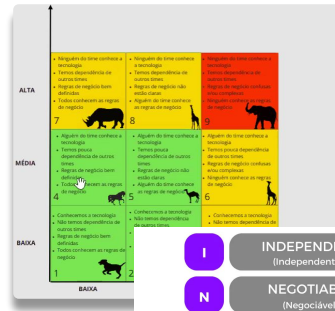 ALTA
• Ninguém do time conhece a
tecnologia
• Temos dependência de
outros times
• Regras de negócio bem
definidas
• Todos conhecem as regras
de negócio
7
• Ninguém do time conhece
a tecnologia
• Temos dependência de
outros times
• Regras de negócio não
estão claras
• Alguém do time conhece
as regras de negócio
8
• Ninguém do time conhece a
tecnologia
• Temos dependência de
outros times
• Regras de negócio confusas
e/ou complexas
• Ninguém conhece as regras
de negócio
9
MÉDIA
• Alguém do time conhece a
tecnologia
• Temos pouca
dependência de outros
times
• Regras de negócio bem
definidas
• Todos conhecem as regras
de negócio
4
• Alguém do time conhece a
tecnologia
• Temos pouca
dependência de outros
times
• Regras de negócio não
estão claras
• Alguém do time conhece
as regras de negócio
5
• Alguém do time conhece a
tecnologia
• Temos pouca
dependência de outros
times
• Regras de negócio confusas
e/ou complexas
• Ninguém conhece as regras
de negócio
6
BAIXA
• Conhecemos a tecnologia
• Não temos dependência de
outros times
• Regras de negócio bem
definidas
• Todos conhecem as regras de
negócio
1
• Conhecemos a tecnologia
• Não temos dependência
de outros times
2
• Conhecemos a tecnologia
• Não temos dependência de
BAIXA
I
INDEPENDE
(Independent
N
NEGOTIAB
(Negociável